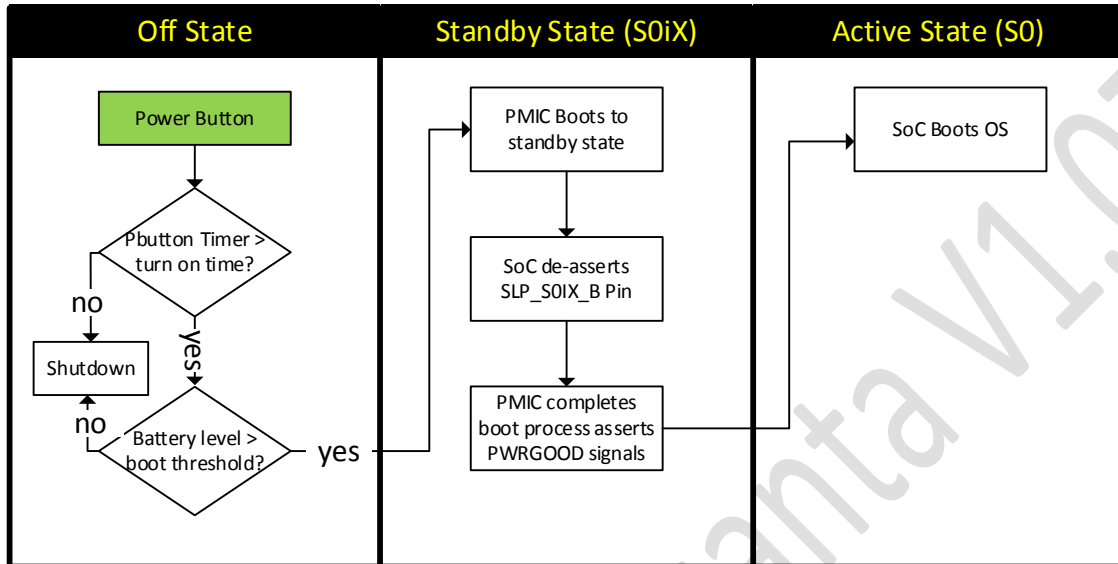 Off State
Standby State (S0iX)
Active State (S0)
Power Button
Pbutton Timer >
turn on time?
no
yes
Shutdown
no
Battery level >
boot threshold?
yes
PMIC Boots to
standby state
SoC de-asserts
SLP_S0IX_B Pin
PMIC completes
boot process asserts
PWRGOOD signals
SoC Boots OS